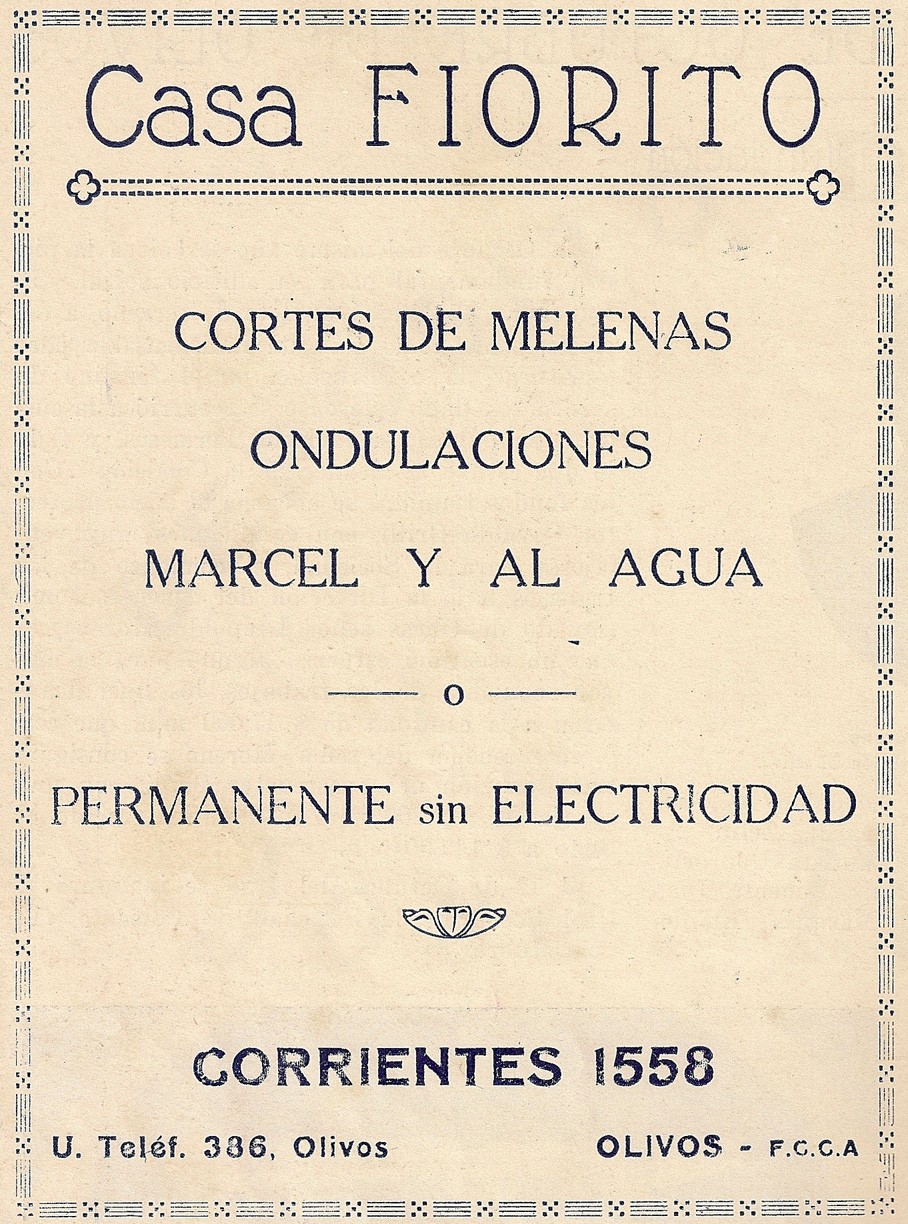 Casa FIORITO
CORTES DE MELENAS
ONDULACIONES
MARCEL Y AL AGUA
o
PERMANENTE sin ELECTRICIDAD
CORRIENTES 1558
U. Teléf. 386, Olivos OLIVOS - F.C.C.A